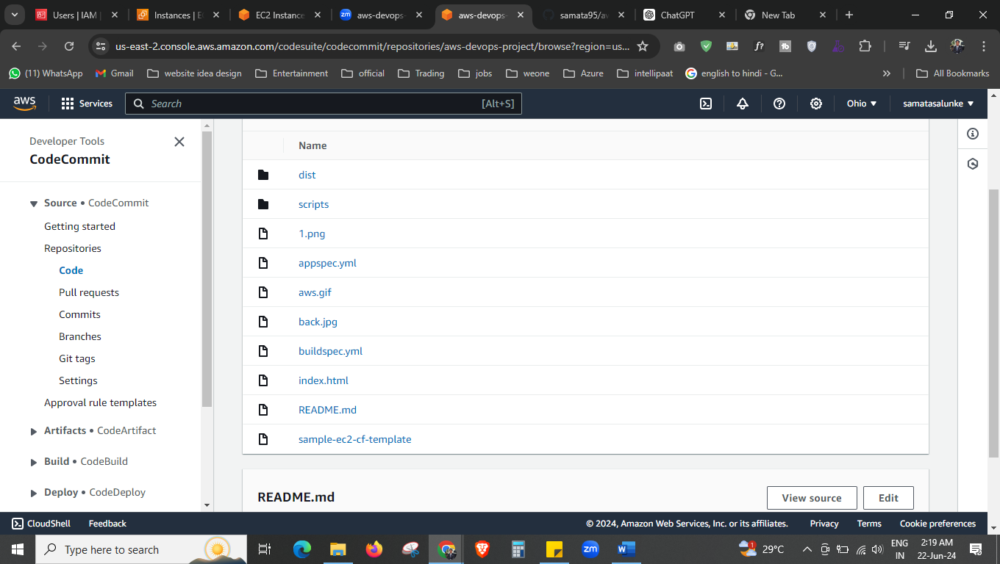 Users | IAM |
Instances | E
EC2 Instance
zm aws-devops-
aws-devops-
samata95/aw
ChatGPT
New Tab
us-east-2.console.aws.amazon.com/codesuite/codecommit/repositories/aws-devops-project/browse?region=us...
f?
(11) WhatsApp
Gmail
website idea design
Entertainment
official
Trading
jobs
weone
Azure
intellipaat
english to hindi - G...
»
All Bookmarks
aws
Services
Search
[Alt+S]
Ohio
samatasalunke
Developer Tools
CodeCommit
Source • CodeCommit
Getting started
Repositories
Code
Pull requests
Commits
Branches
Git tags
Settings
Approval rule templates
Artifacts • CodeArtifact
Build • CodeBuild
Deploy • CodeDeploy
Name
dist
scripts
1.png
appspec.yml
aws.gif
back.jpg
buildspec.yml
index.html
README.md
sample-ec2-cf-template
README.md
View source
Edit
CloudShell
Feedback
© 2024, Amazon Web Services, Inc. or its affiliates.
Privacy
Terms
Cookie preferences
Type here to search
zm
W
1
29°C
ENG
IN
2:19 AM
22-Jun-24